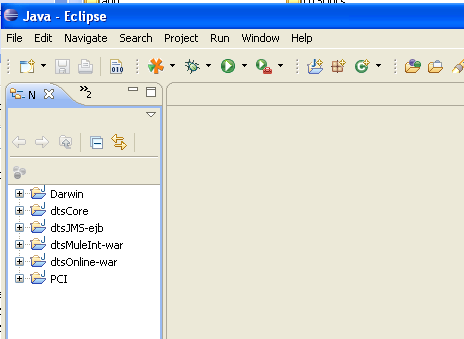 Java - Eclipse
File Edit Navigate Search Project Run Window Help
010
N »2
Darwin
dtsCore
dtsJMS-ejb
dtsMuleInt-war
dtsOnline-war
PCI